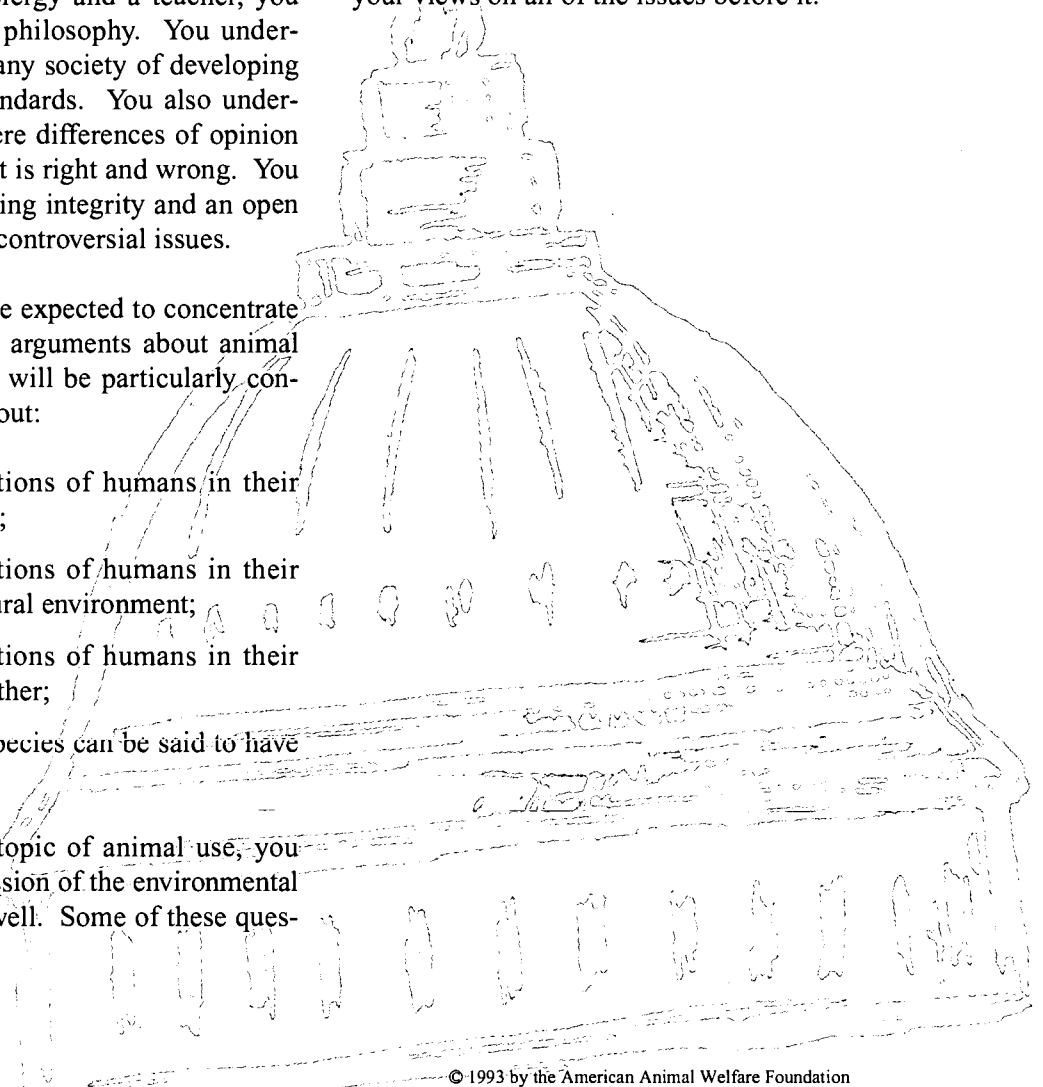 lergy and a teacher, you
philosophy. You under-
any society of developing
ndards. You also under-
ere differences of opinion
t is right and wrong. You
ing integrity and an open
controversial issues.
e expected to concentrate
arguments about animal
will be particularly con-
out:
tions of humans in their
;
tions of humans in their
ural environment;
tions of humans in their
ther;
pecies can be said to have
topic of animal use, you
sion of the environmental
vell. Some of these ques-
your views on all of the issues before it.
© 1993 by the American Animal Welfare Foundation